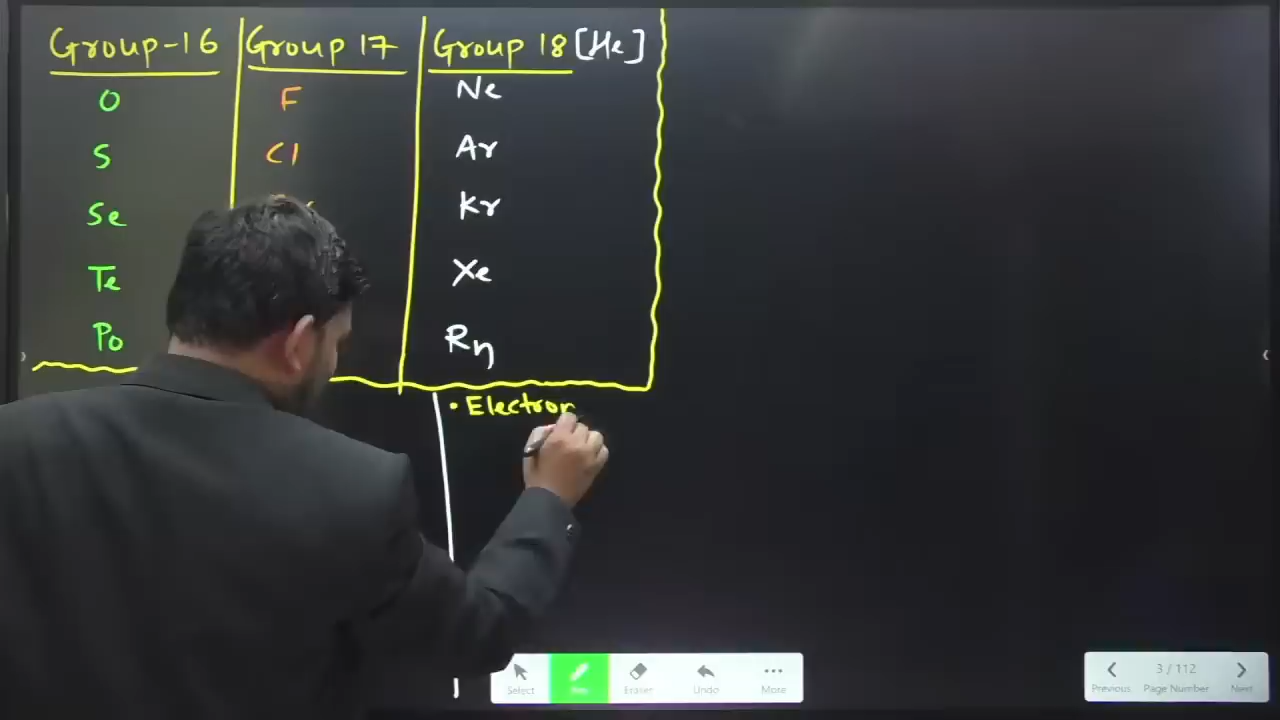 Group-16 Group 17 Group 18 [He]
O F Ne
S Cl Ar
Se Kr
Te Xe
Po Rn
• Electron
Select Pen Eraser Undo More
Previous 3 / 112 Page Number Next